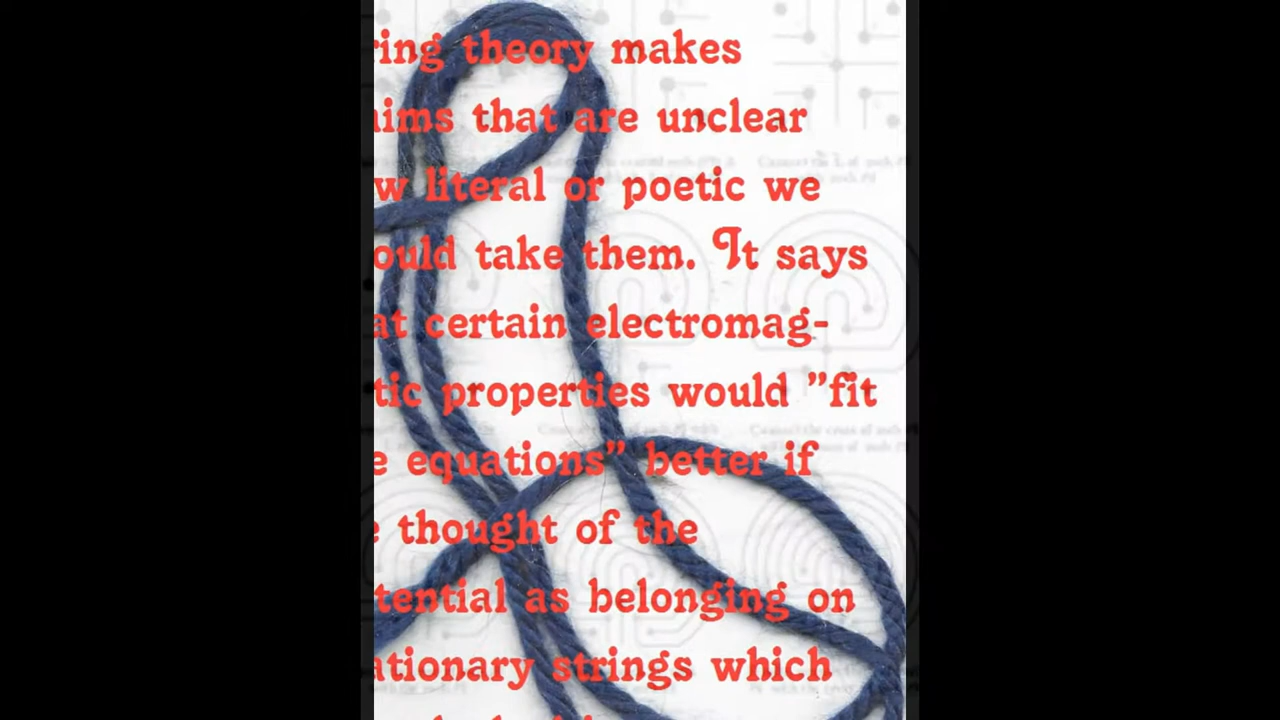 ring theory makes
aims that are unclear
w literal or poetic we
ould take them. It says
at certain electromag-
tic properties would "fit
e equations" better if
e thought of the
tential as belonging on
ationary strings which